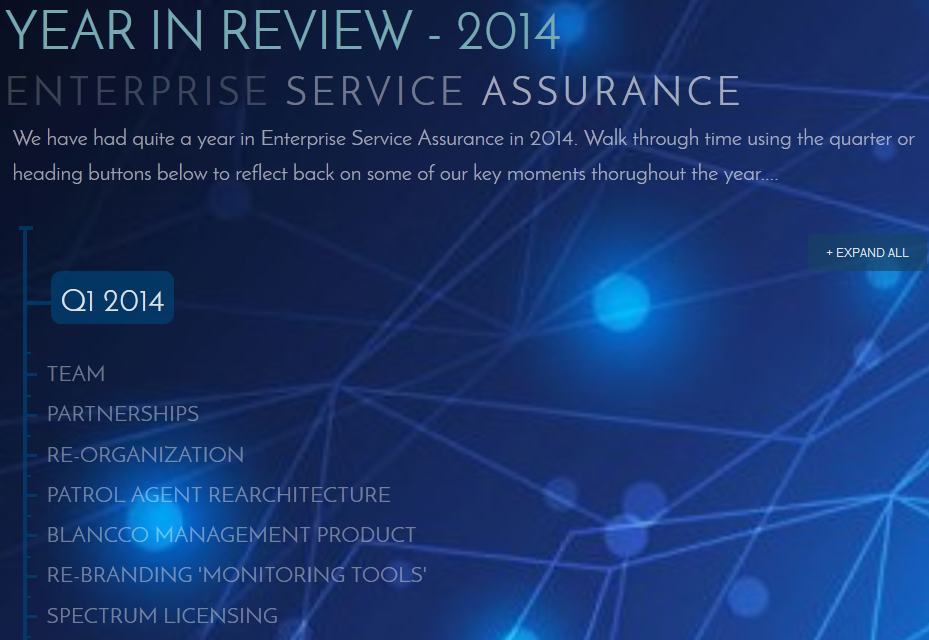 YEAR IN REVIEW - 2014
ENTERPRISE SERVICE ASSURANCE
We have had quite a year in Enterprise Service Assurance in 2014. Walk through time using the quarter or
heading buttons below to reflect back on some of our key moments thorughout the year....
+ EXPAND ALL
Q1 2014
TEAM
PARTNERSHIPS
RE-ORGANIZATION
PATROL AGENT REARCHITECTURE
BLANCCO MANAGEMENT PRODUCT
RE-BRANDING 'MONITORING TOOLS'
SPECTRUM LICENSING